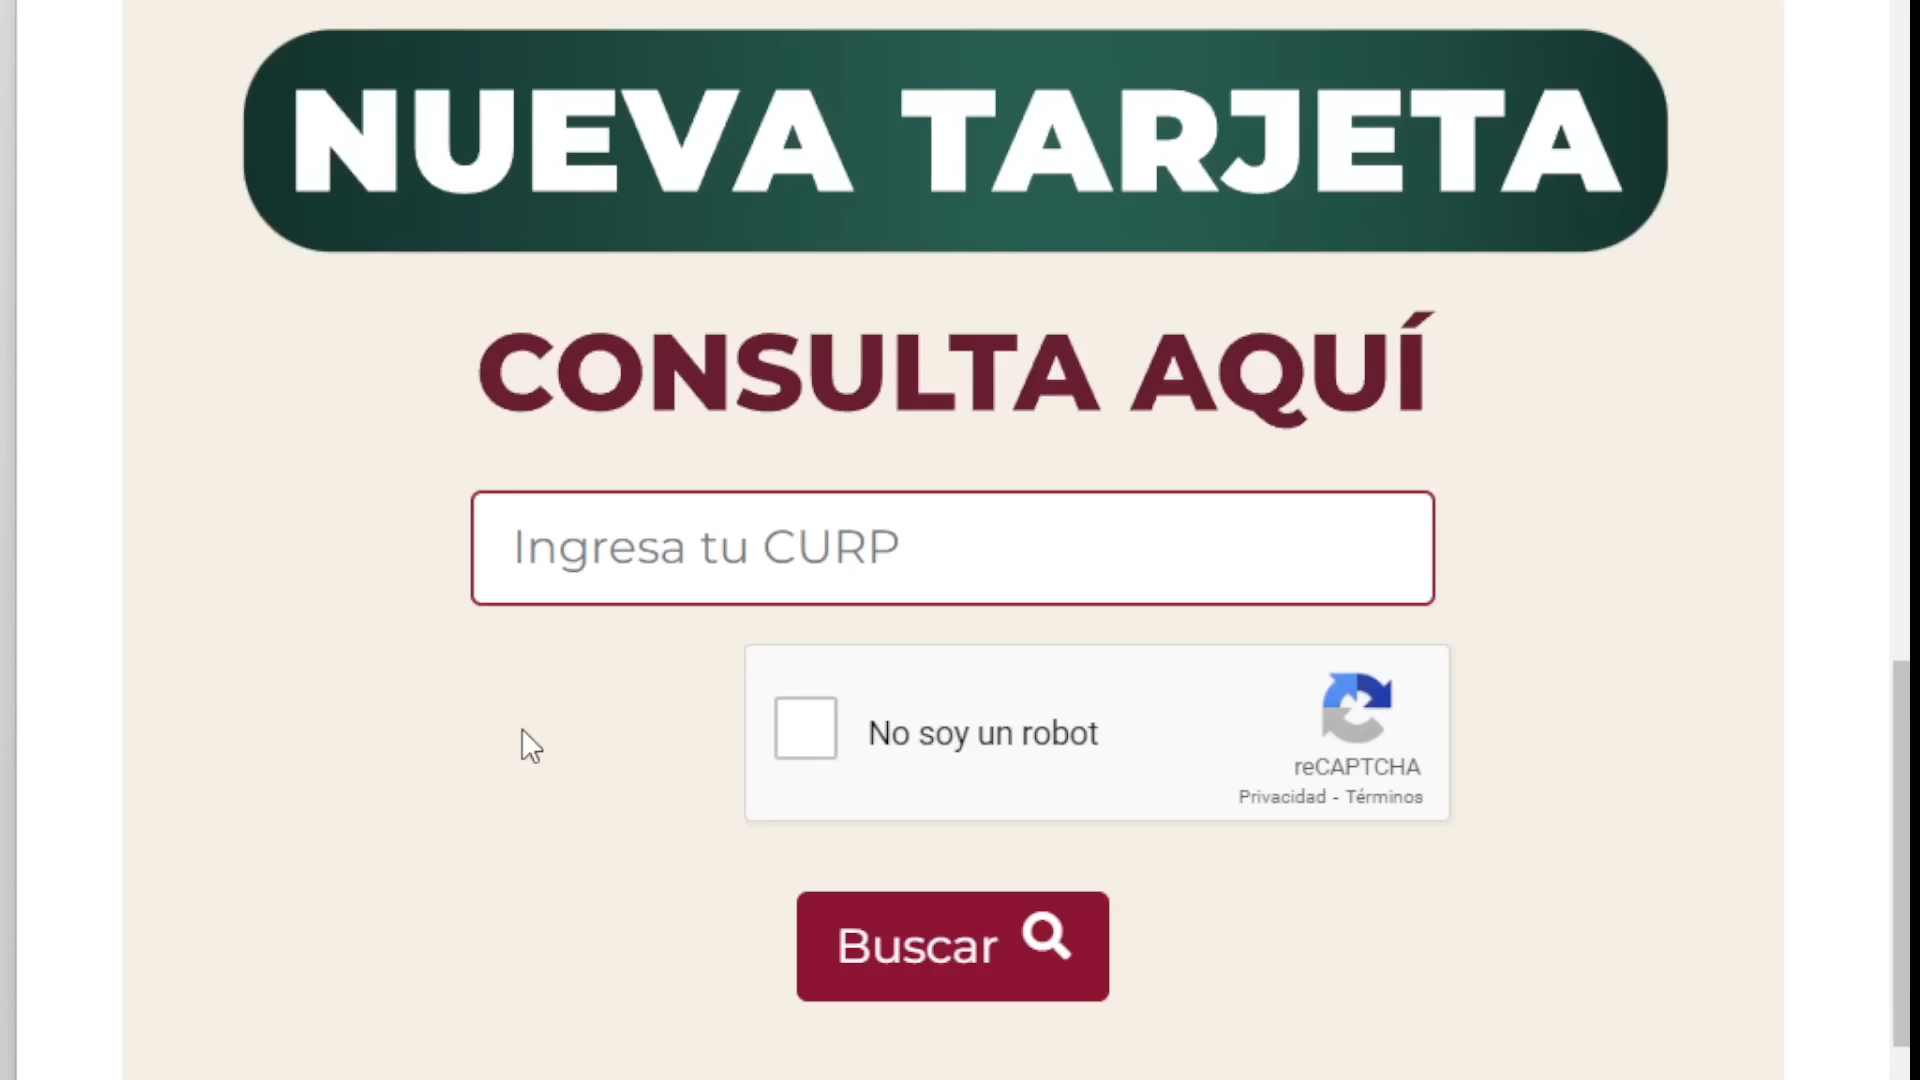 NUEVA TARJETA
CONSULTA AQUÍ
Ingresa tu CURP
No soy un robot
reCAPTCHA
Privacidad - Términos
Buscar